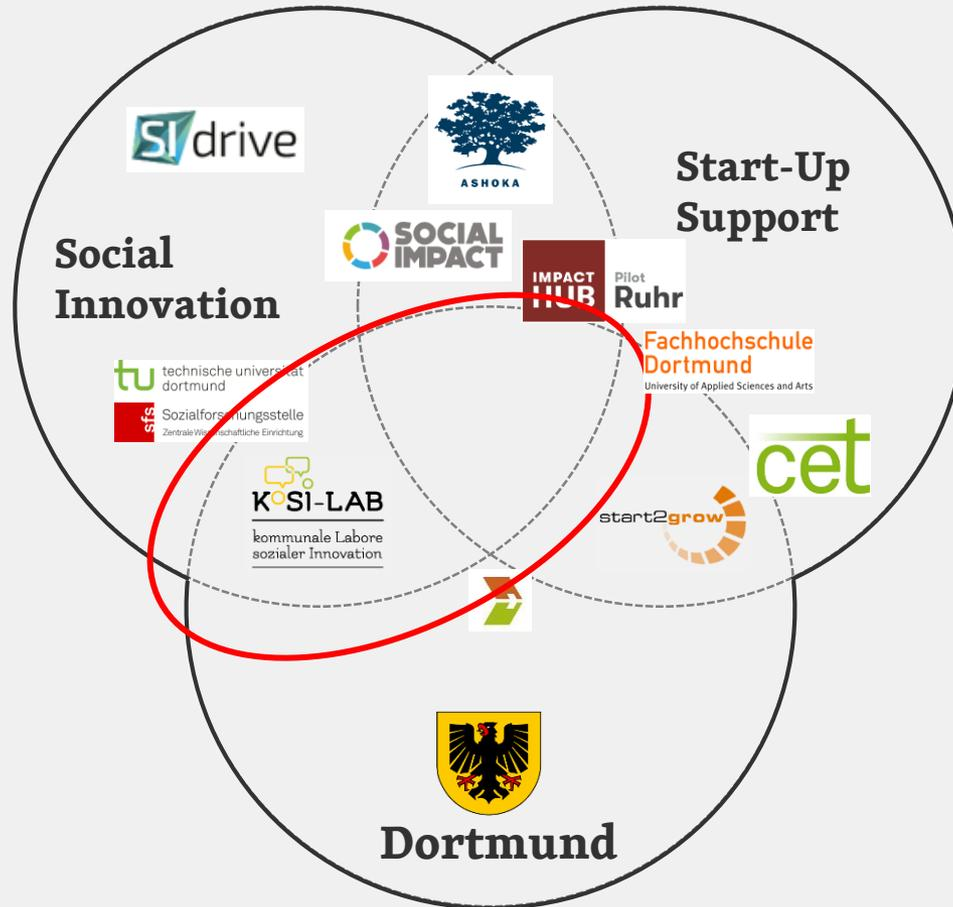 SI drive
ASHOKA
Start-Up
Support
SOCIAL
IMPACT
Social
Innovation
IMPACT
HUB
Pilot
Ruhr
Fachhochschule
Dortmund
University of Applied Sciences and Arts
tu technische universität
dortmund
sfs Sozialforschungsstelle
Zentrale Wissenschaftliche Einrichtung
cet
KoSI-LAB
kommunale Labore
sozialer Innovation
start2grow
Dortmund